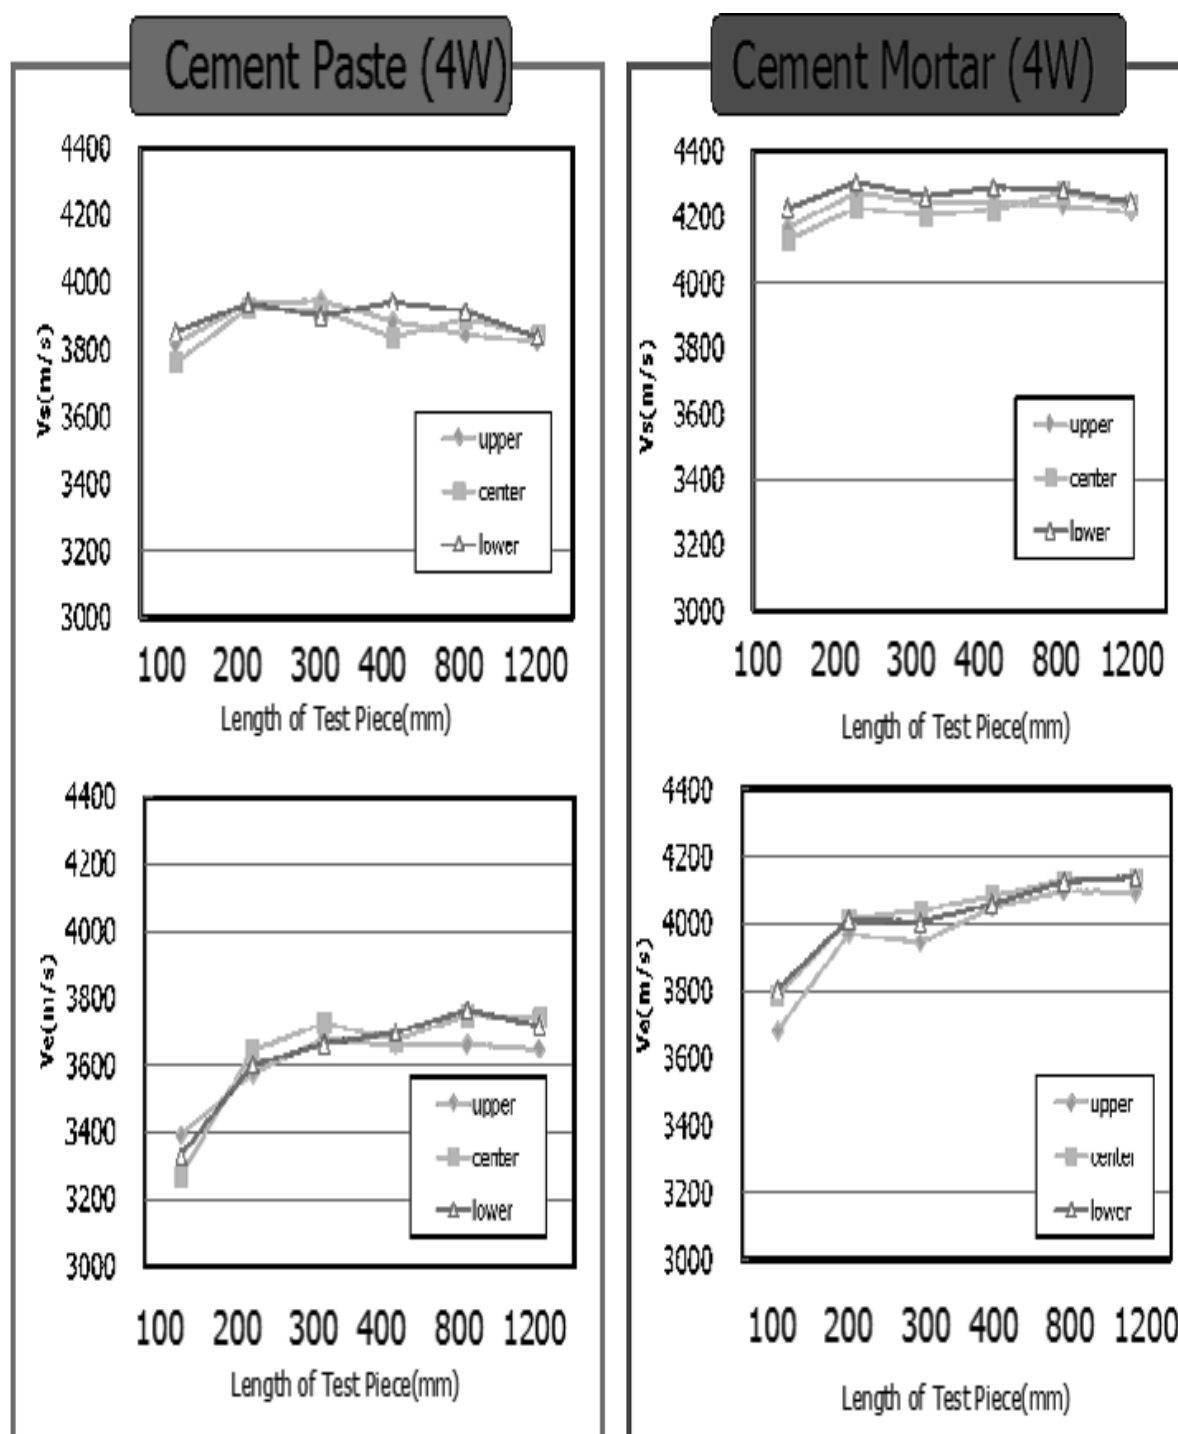 Cement Paste (4W)
4400
4200
4000
3800
3600
3400
3200
3000
Vs(m/s)
upper
center
lower
100 200 300 400 800 1200
Length of Test Piece(mm)
4400
4200
4000
3800
3600
3400
3200
3000
Ve(m/s)
upper
center
lower
100 200 300 400 800 1200
Length of Test Piece(mm)
Cement Mortar (4W)
4400
4200
4000
3800
3600
3400
3200
3000
Vs(m/s)
upper
center
lower
100 200 300 400 800 1200
Length of Test Piece(mm)
4400
4200
4000
3800
3600
3400
3200
3000
Ve(m/s)
upper
center
lower
100 200 300 400 800 1200
Length of Test Piece(mm)